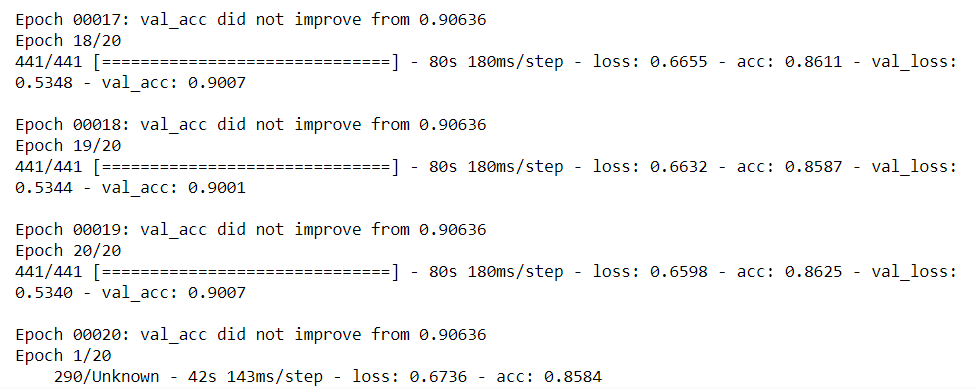 Epoch 00017: val_acc did not improve from 0.90636
Epoch 18/20
441/441 [==============================] - 80s 180ms/step - loss: 0.6655 - acc: 0.8611 - val_loss:
0.5348 - val_acc: 0.9007
Epoch 00018: val_acc did not improve from 0.90636
Epoch 19/20
441/441 [==============================] - 80s 180ms/step - loss: 0.6632 - acc: 0.8587 - val_loss:
0.5344 - val_acc: 0.9001
Epoch 00019: val_acc did not improve from 0.90636
Epoch 20/20
441/441 [==============================] - 80s 180ms/step - loss: 0.6598 - acc: 0.8625 - val_loss:
0.5340 - val_acc: 0.9007
Epoch 00020: val_acc did not improve from 0.90636
Epoch 1/20
290/Unknown - 42s 143ms/step - loss: 0.6736 - acc: 0.8584